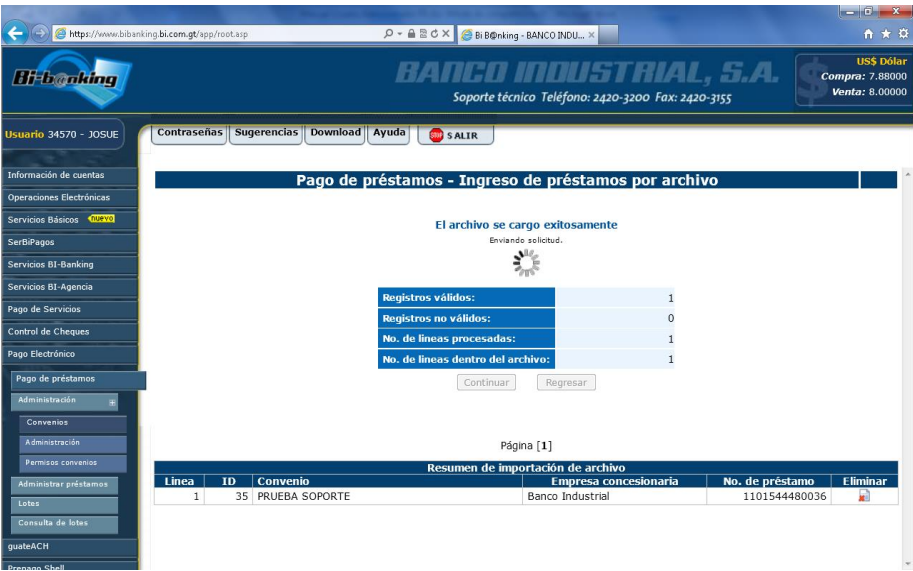 https://www.bibanking.bi.com.gt/app/root.asp
Bi B@nking - BANCO INDU...
Bi-b@nking
BANCO INDUSTRIAL, S.A.
Soporte técnico Teléfono: 2420-3200 Fax: 2420-3155
US$ Dólar
Compra: 7.88000
Venta: 8.00000
Usuario 34570 - JOSUE
Contraseñas Sugerencias Download Ayuda STOP SALIR
Información de cuentas
Operaciones Electrónicas
Servicios Básicos nuevo
SerBiPagos
Servicios BI-Banking
Servicios BI-Agencia
Pago de Servicios
Control de Cheques
Pago Electrónico
Pago de préstamos
Administración
Convenios
Administración
Permisos convenios
Administrar préstamos
Lotes
Consulta de lotes
guateACH
Prepago Shell
Pago de préstamos - Ingreso de préstamos por archivo
El archivo se cargo exitosamente
Enviando solicitud.
Registros válidos: 1
Registros no válidos: 0
No. de lineas procesadas: 1
No. de lineas dentro del archivo: 1
Continuar Regresar
Página [1]
Resumen de importación de archivo
Linea ID Convenio Empresa concesionaria No. de préstamo Eliminar
1 35 PRUEBA SOPORTE Banco Industrial 1101544480036